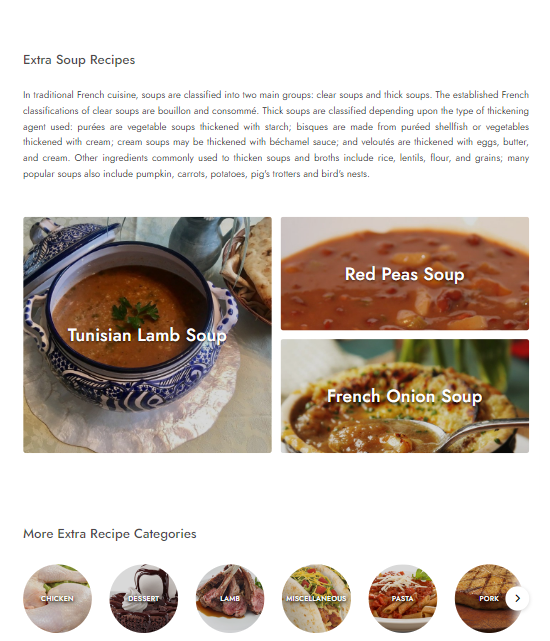 Extra Soup Recipes
In traditional French cuisine, soups are classified into two main groups: clear soups and thick soups. The established French
classifications of clear soups are bouillon and consommé. Thick soups are classified depending upon the type of thickening
agent used: purées are vegetable soups thickened with starch; bisques are made from puréed shellfish or vegetables
thickened with cream; cream soups may be thickened with béchamel sauce; and veloutés are thickened with eggs, butter,
and cream. Other ingredients commonly used to thicken soups and broths include rice, lentils, flour, and grains; many
popular soups also include pumpkin, carrots, potatoes, pig's trotters and bird's nests.
Tunisian Lamb Soup
Red Peas Soup
French Onion Soup
More Extra Recipe Categories
CHICKEN
DESSERT
LAMB
MISCELLANEOUS
PASTA
PORK